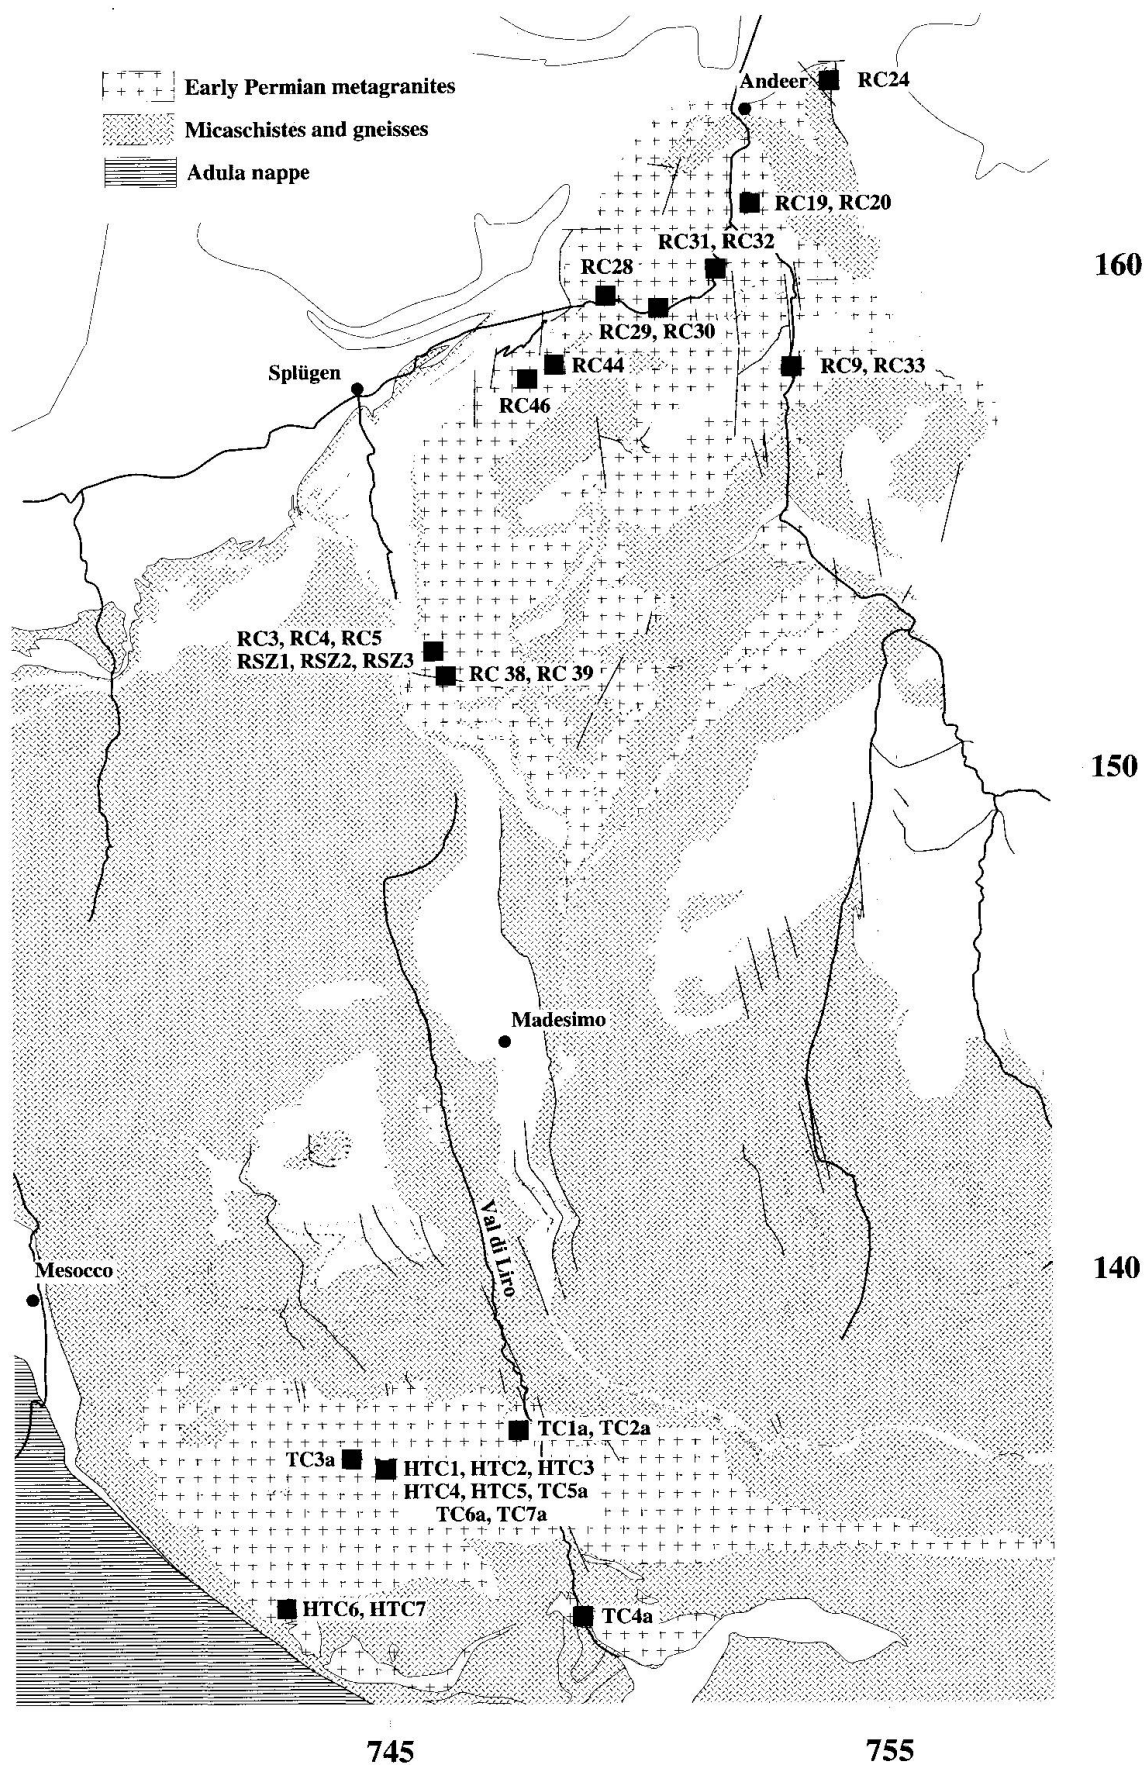 Andeer
RC24
Early Permian metagranites
Micaschistes and gneisses
Adula nappe
RC19, RC20
RC31, RC32
160
RC28
RC29, RC30
RC44
RC9, RC33
Splügen
RC46
RC3, RC4, RC5
RSZ1, RSZ2, RSZ3
RC 38, RC 39
150
Madesimo
Val di Liro
Mesocco
140
TC1a, TC2a
TC3a
HTC1, HTC2, HTC3
HTC4, HTC5, TC5a
TC6a, TC7a
HTC6, HTC7
TC4a
745
755